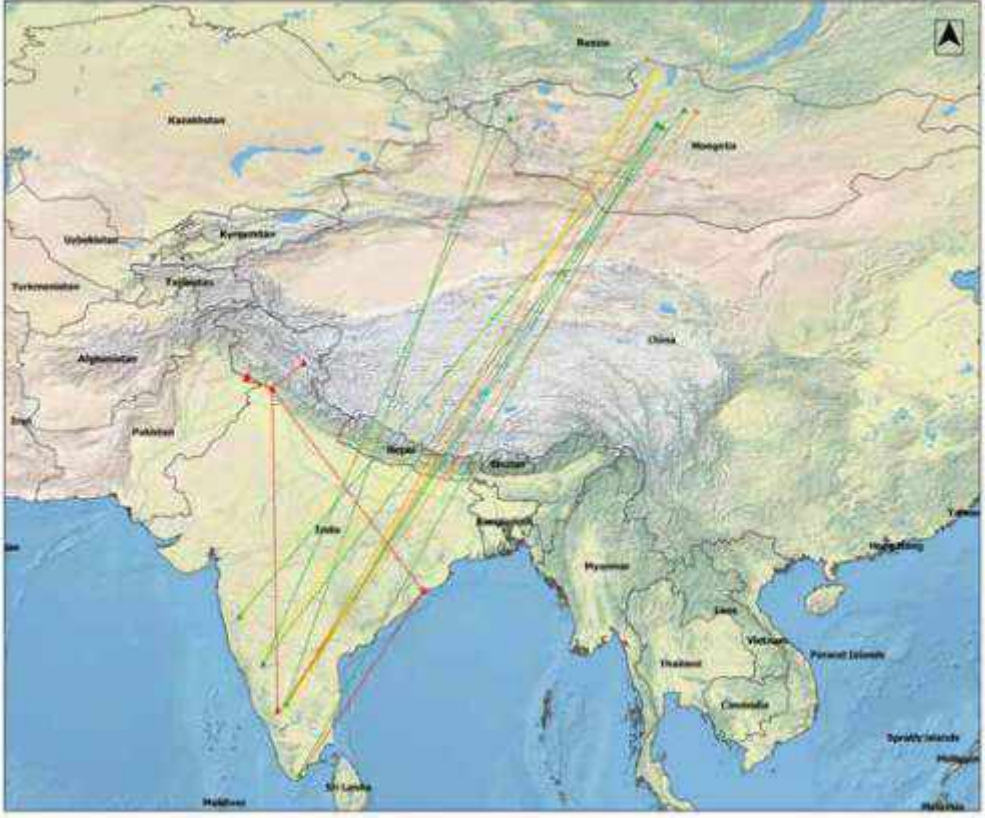 Russia
Kazakhstan
Mongolia
Uzbekistan
Kyrgyzstan
Turkmenistan
Tajikistan
China
Afghanistan
Iran
Pakistan
Nepal
Bhutan
India
Bangladesh
Hong Kong
Myanmar
Laos
Vietnam
Thailand
Paracel Islands
Cambodia
Spratly Islands
Sri Lanka
Maldives